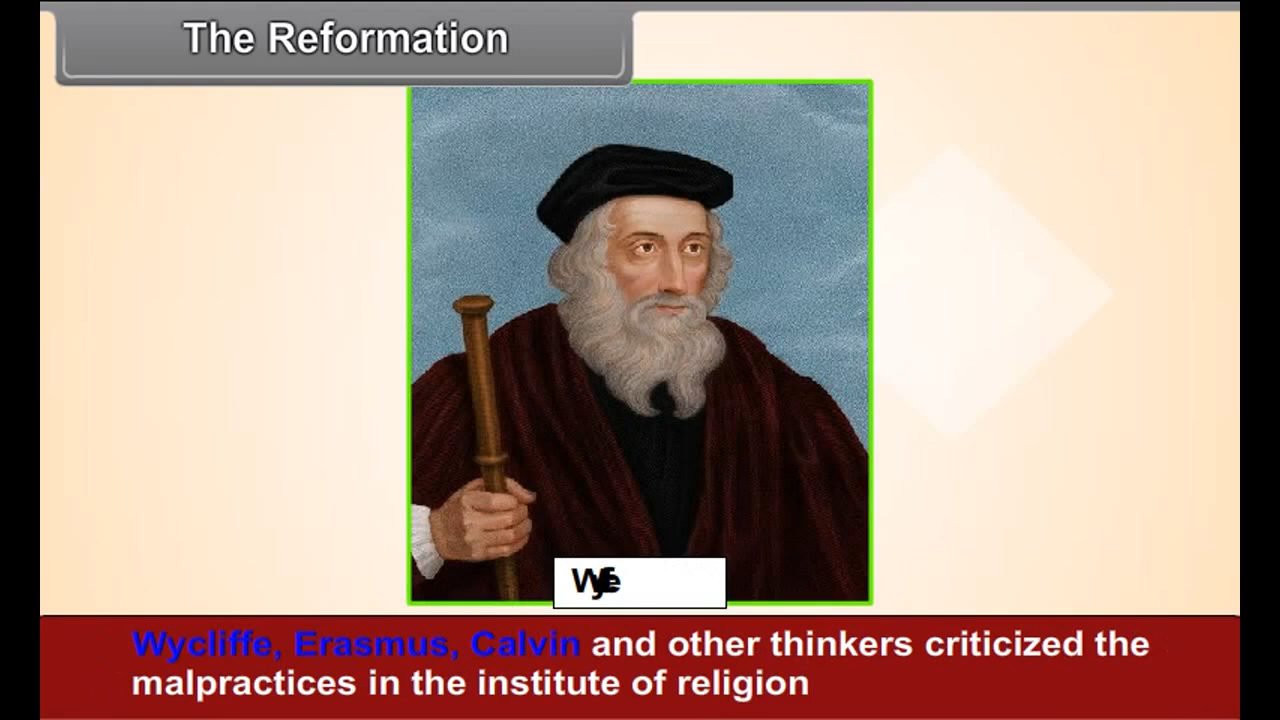 The Reformation
Wycliffe, Erasmus, Calvin and other thinkers criticized the
malpractices in the institute of religion